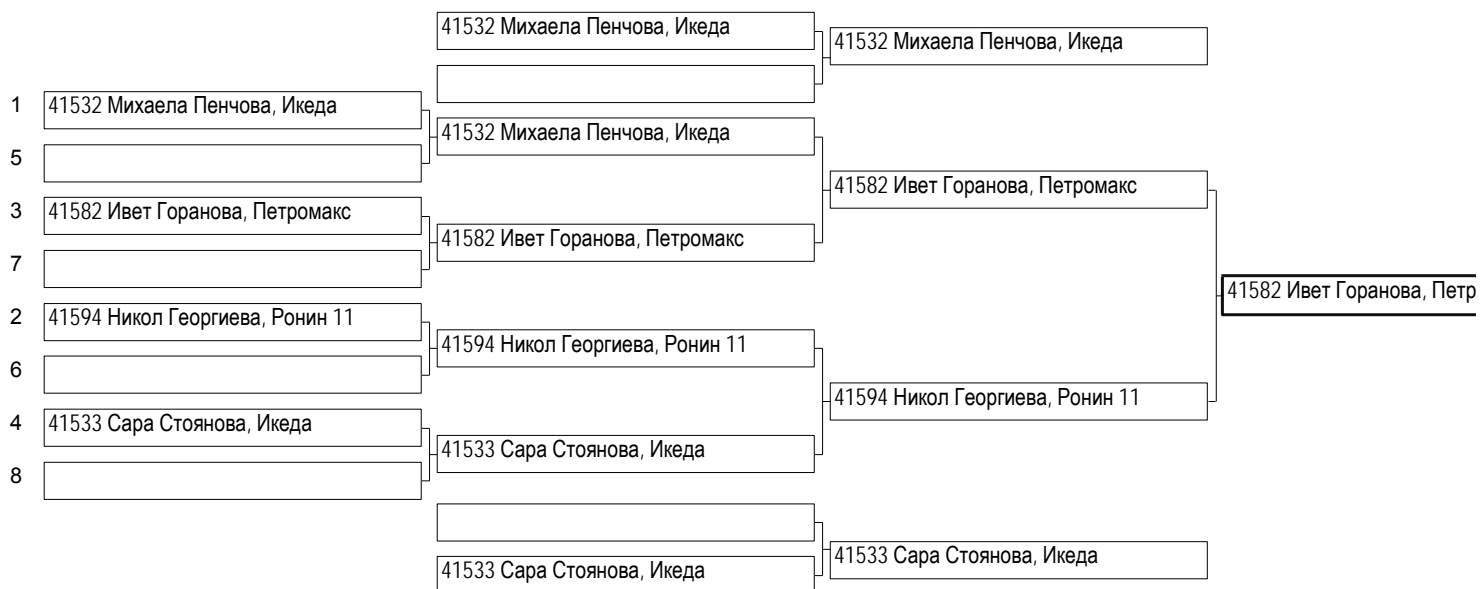 41532 Михаела Пенчова, Икеда
41532 Михаела Пенчова, Икеда
1 41532 Михаела Пенчова, Икеда
41532 Михаела Пенчова, Икеда
5
41582 Ивет Горанова, Петромакс
3 41582 Ивет Горанова, Петромакс
41582 Ивет Горанова, Петромакс
7
41582 Ивет Горанова, Петр
2 41594 Никол Георгиева, Ронин 11
41594 Никол Георгиева, Ронин 11
6
41594 Никол Георгиева, Ронин 11
4 41533 Сара Стоянова, Икеда
41533 Сара Стоянова, Икеда
8
41533 Сара Стоянова, Икеда
41533 Сара Стоянова, Икеда